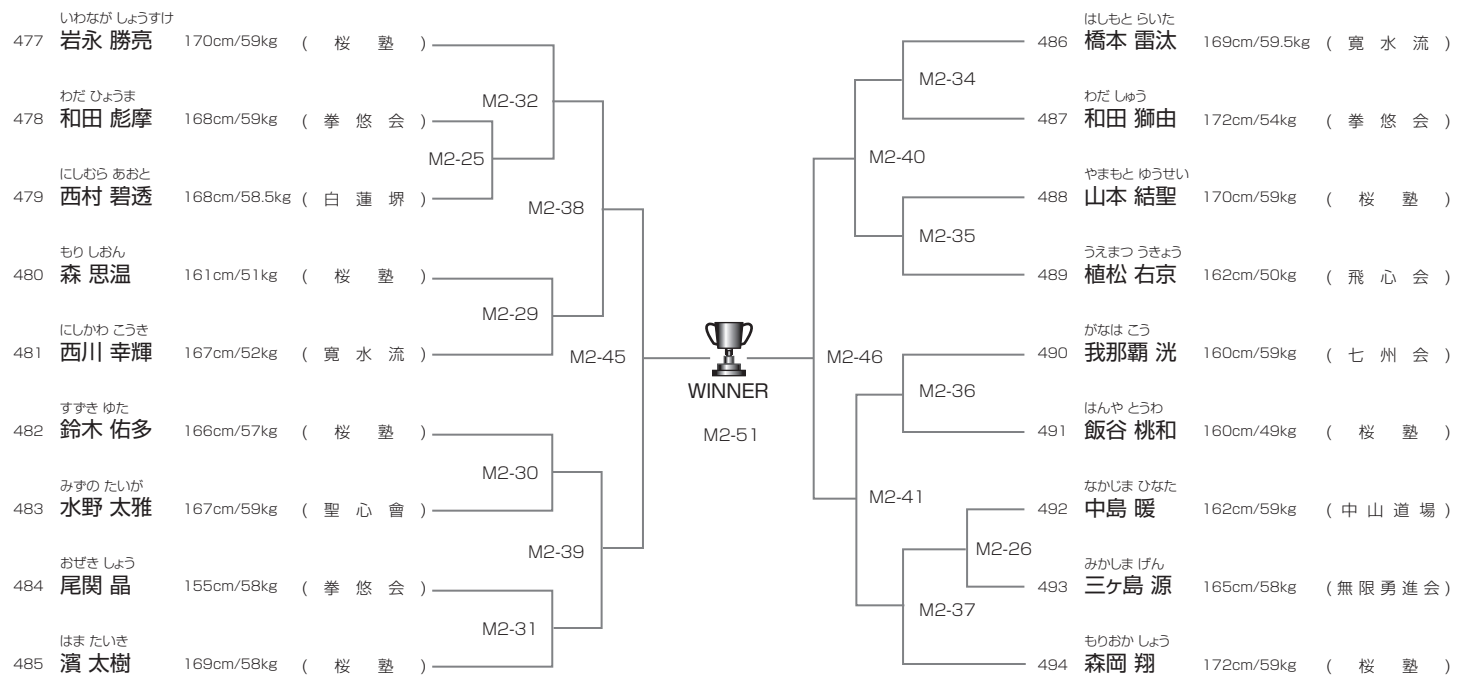 いわなが しょうすけ
477 岩永 勝亮 170cm/59kg ( 桜 塾 )
わだ ひょうま
478 和田 彪摩 168cm/59kg ( 拳 悠 会 )
にしむら あおと
479 西村 碧透 168cm/58.5kg ( 白 蓮 堺 )
もり しおん
480 森 思温 161cm/51kg ( 桜 塾 )
にしかわ こうき
481 西川 幸輝 167cm/52kg ( 寛 水 流 )
すずき ゆた
482 鈴木 佑多 166cm/57kg ( 桜 塾 )
みずの たいが
483 水野 太雅 167cm/59kg ( 聖 心 會 )
おぜき しょう
484 尾関 晶 155cm/58kg ( 拳 悠 会 )
はま たいき
485 濱 太樹 169cm/58kg ( 桜 塾 )
M2-32
M2-25
M2-38
M2-29
M2-45
M2-30
M2-39
M2-31
WINNER
M2-51
M2-34
M2-40
M2-35
M2-46
M2-36
M2-41
M2-26
M2-37
はしもと らいた
486 橋本 雷汰 169cm/59.5kg ( 寛 水 流 )
わだ しゅう
487 和田 獅由 172cm/54kg ( 拳 悠 会 )
やまもと ゆうせい
488 山本 結聖 170cm/59kg ( 桜 塾 )
うえまつ うきょう
489 植松 右京 162cm/50kg ( 飛 心 会 )
がなは こう
490 我那覇 洸 160cm/59kg ( 七 州 会 )
はんや とうわ
491 飯谷 桃和 160cm/49kg ( 桜 塾 )
なかじま ひなた
492 中島 暖 162cm/59kg ( 中 山 道 場 )
みかしま げん
493 三ヶ島 源 165cm/58kg ( 無 限 勇 進 会 )
もりおか しょう
494 森岡 翔 172cm/59kg ( 桜 塾 )